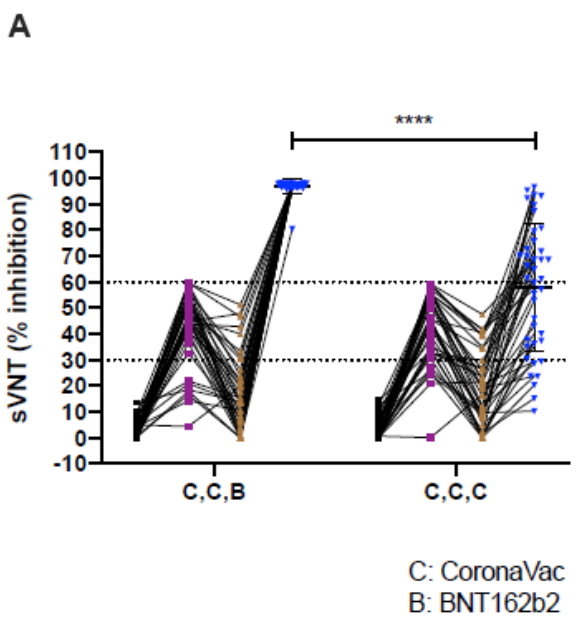 A
****
110
100
90
80
70
60
50
40
30
20
10
0
-10
sVNT (% inhibition)
C,C,B
C,C,C
C: CoronaVac
B: BNT162b2